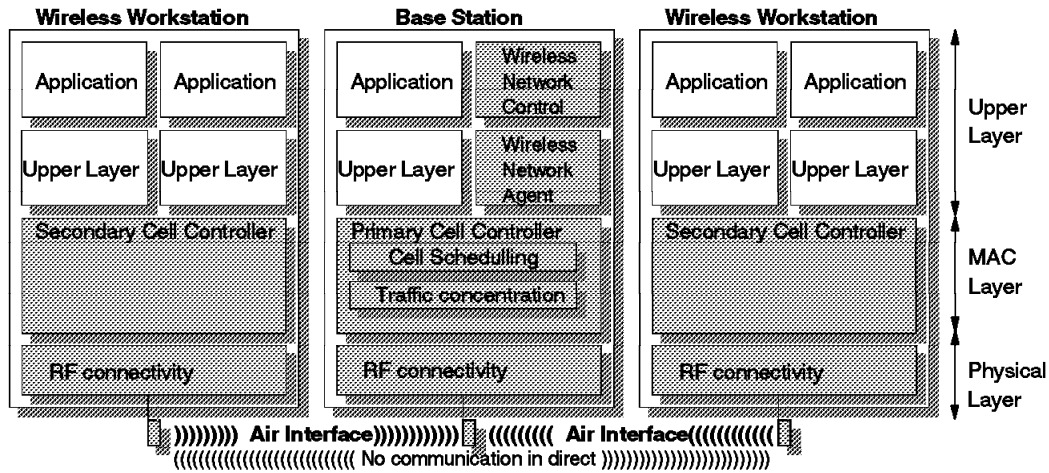 Wireless Workstation
Base Station
Wireless Workstation
Application
Application
Application
Wireless
Network
Control
Application
Application
Upper Layer
Upper Layer
Upper Layer
Wireless
Network
Agent
Upper Layer
Upper Layer
Upper
Layer
Secondary Cell Controller
Primary Cell Controller
Cell Schedulling
Traffic concentration
Secondary Cell Controller
MAC
Layer
RF connectivity
RF connectivity
RF connectivity
Physical
Layer
))))))))) Air Interface)))))))))))) ((((((((( Air Interface((((((((((((
(((((((((((((((((((((((((((( No communication in direct ))))))))))))))))))))))))))